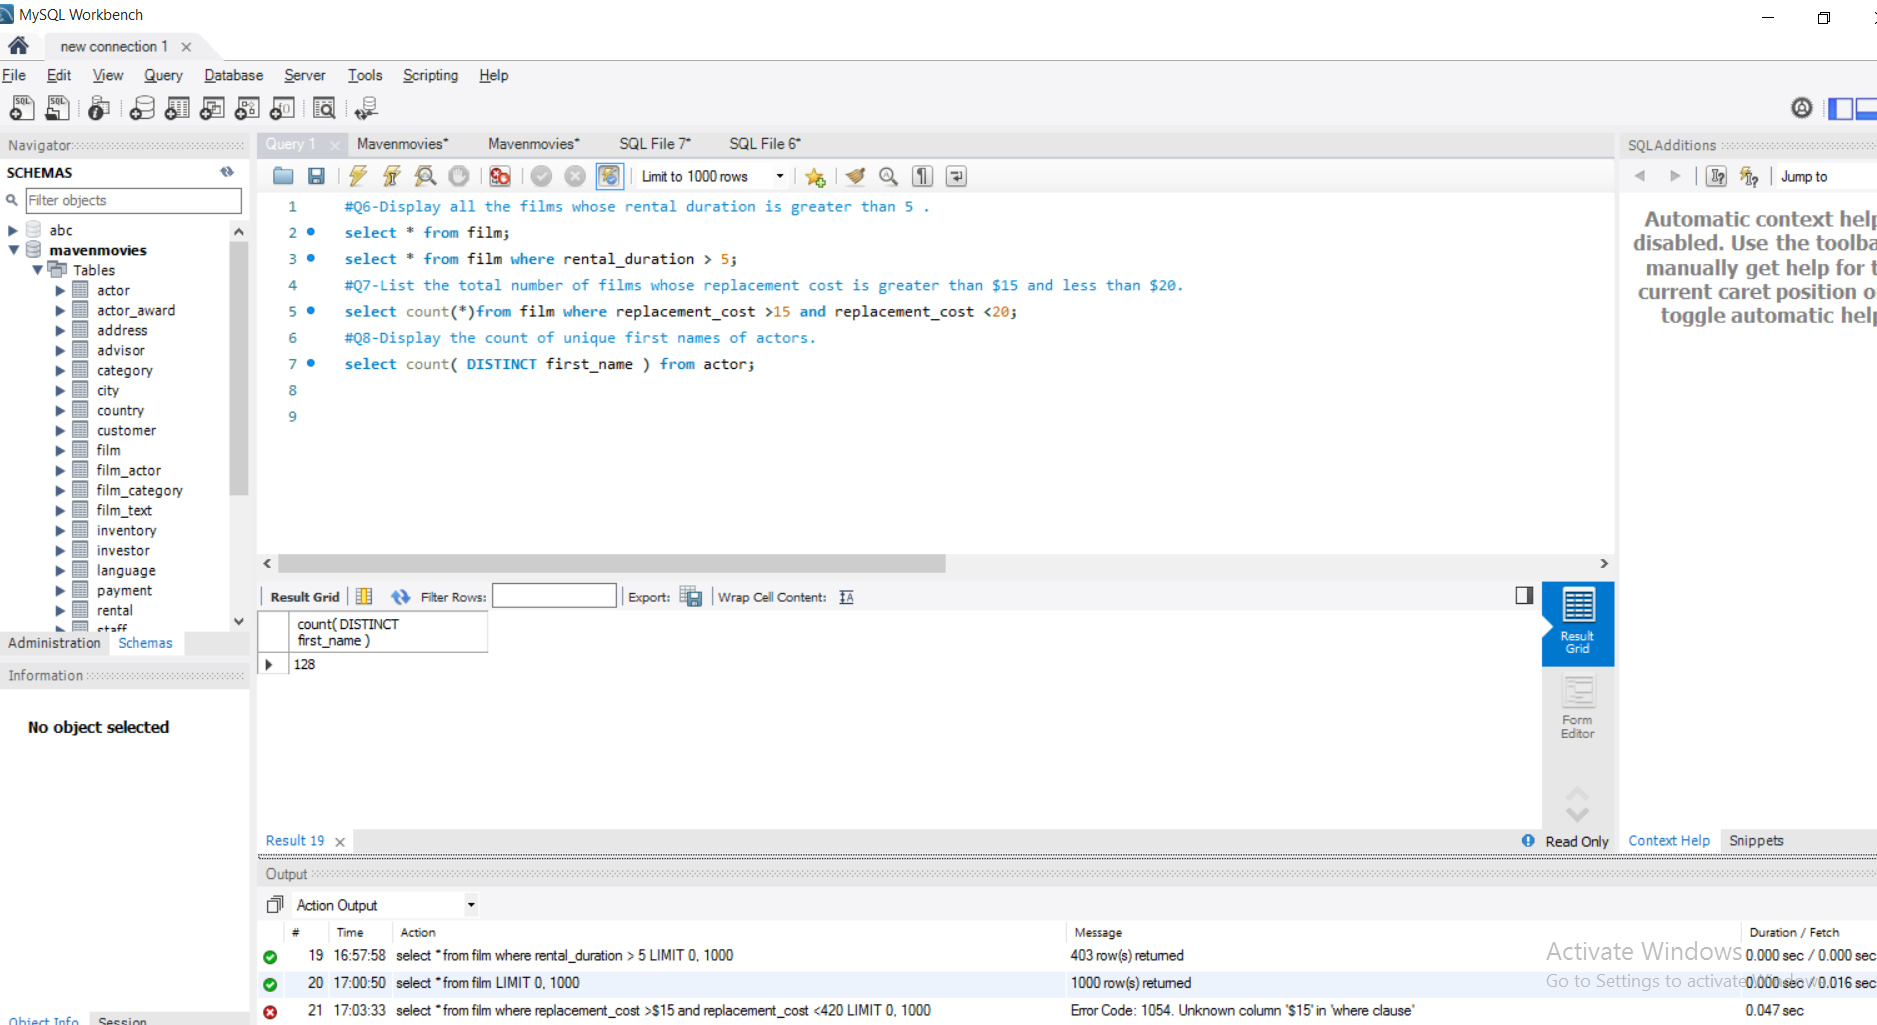 MySQL Workbench
new connection 1
File Edit View Query Database Server Tools Scripting Help
Navigator
Query 1 Mavenmovies* Mavenmovies* SQL File 7* SQL File 6*
SQLAdditions
SCHEMAS
Limit to 1000 rows
Jump to
Filter objects
abc
mavenmovies
Tables
actor
actor_award
address
advisor
category
city
country
customer
film
film_actor
film_category
film_text
inventory
investor
language
payment
rental
staff
Administration Schemas
Information
No object selected
Object Info Session
1 #Q6-Display all the films whose rental duration is greater than 5 .
2 select * from film;
3 select * from film where rental_duration > 5;
4 #Q7-List the total number of films whose replacement cost is greater than $15 and less than $20.
5 select count(*)from film where replacement_cost >15 and replacement_cost <20;
6 #Q8-Display the count of unique first names of actors.
7 select count( DISTINCT first_name ) from actor;
8
9
Automatic context help
disabled. Use the toolba
manually get help for t
current caret position o
toggle automatic help
Result Grid Filter Rows: Export: Wrap Cell Content:
count( DISTINCT
first_name )
128
Result
Grid
Form
Editor
Result 19
Read Only
Context Help Snippets
Output
Action Output
# Time Action Message Duration / Fetch
19 16:57:58 select * from film where rental_duration > 5 LIMIT 0, 1000 403 row(s) returned 0.000 sec / 0.000 sec
20 17:00:50 select * from film LIMIT 0, 1000 1000 row(s) returned 0.000 sec / 0.016 sec
21 17:03:33 select * from film where replacement_cost >$15 and replacement_cost <420 LIMIT 0, 1000 Error Code: 1054. Unknown column '$15' in 'where clause' 0.047 sec
Activate Windows
Go to Settings to activate Windows.